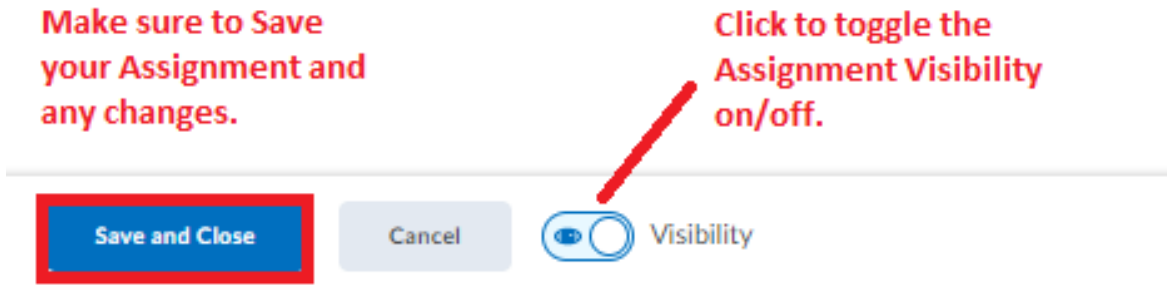 Make sure to Save
your Assignment and
any changes.
Click to toggle the
Assignment Visibility
on/off.
Save and Close
Cancel
Visibility